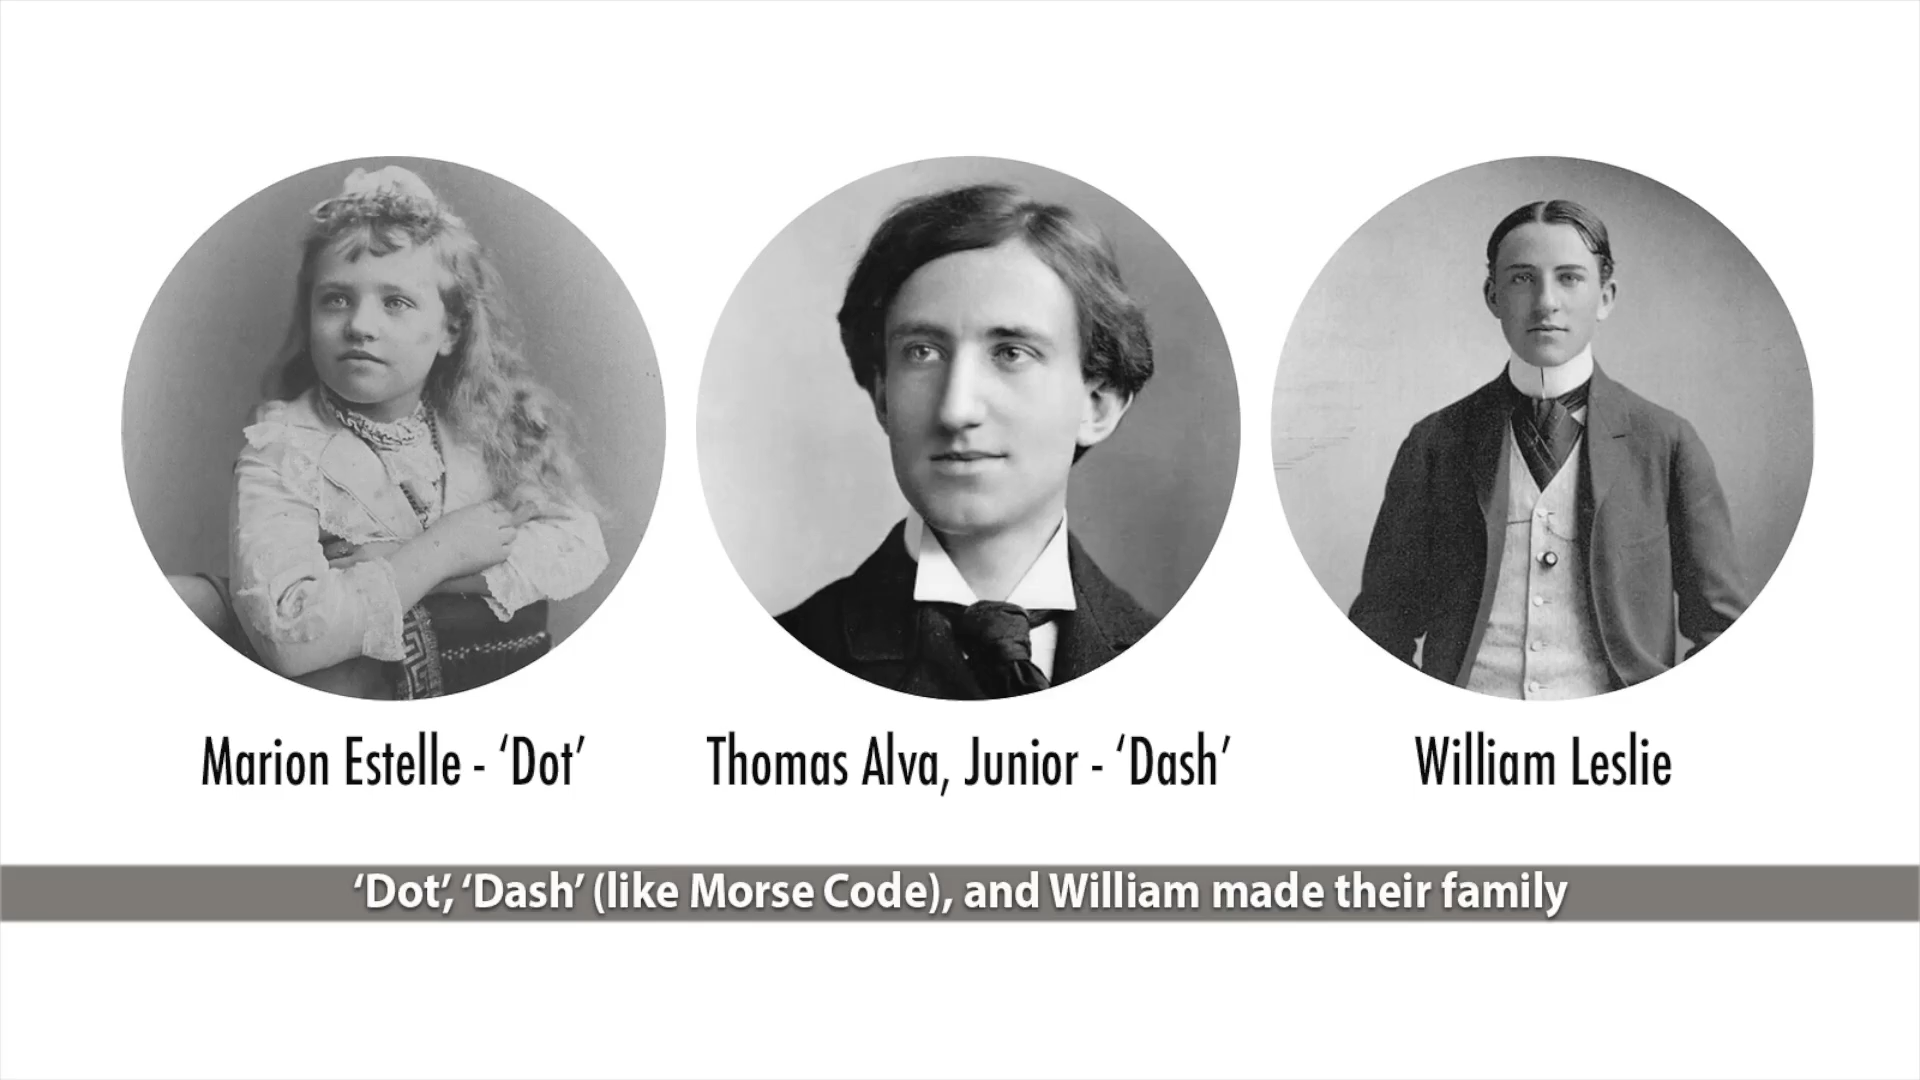 Marion Estelle - ‘Dot’
Thomas Alva, Junior - ‘Dash’
William Leslie
‘Dot’, ‘Dash’ (like Morse Code), and William made their family